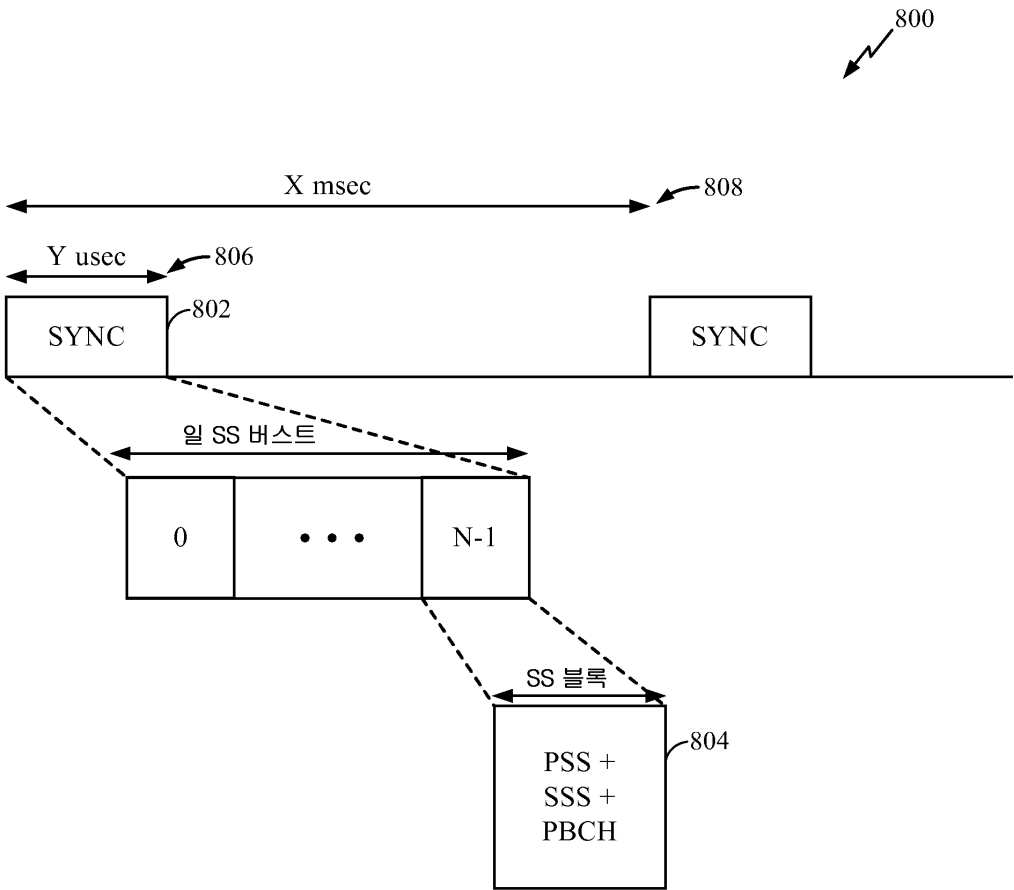 800
X msec
808
Y usec
806
802
SYNC
SYNC
일 SS 버스트
0
N-1
SS 블록
804
PSS +
SSS +
PBCH